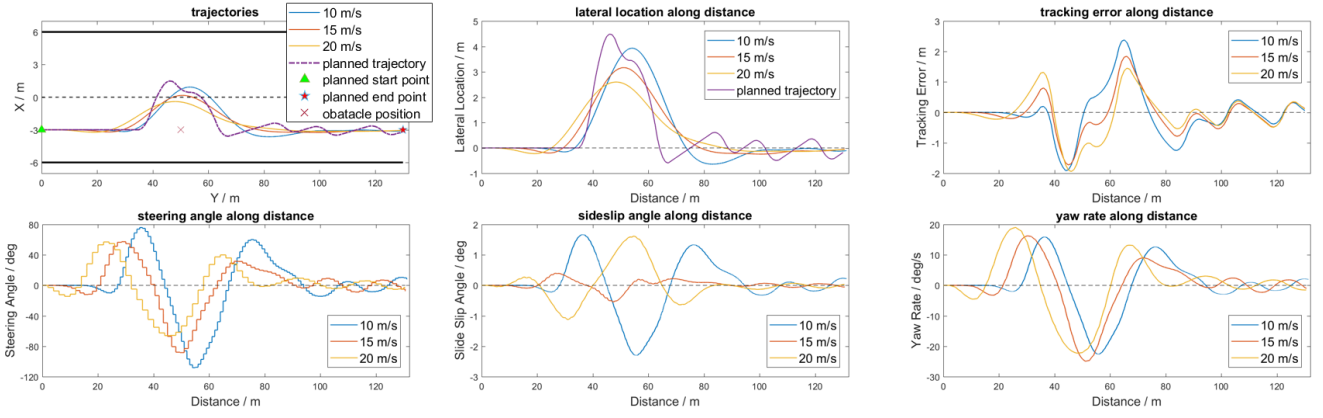 trajectories
10 m/s
15 m/s
20 m/s
planned trajectory
planned start point
planned end point
obatacle position
6
3
0
-3
-6
X / m
0
20
40
60
80
100
120
Y / m
lateral location along distance
10 m/s
15 m/s
20 m/s
planned trajectory
5
4
3
2
1
0
-1
Lateral Location / m
0
20
40
60
80
100
120
Distance / m
tracking error along distance
10 m/s
15 m/s
20 m/s
3
2
1
0
-1
-2
Tracking Error / m
0
20
40
60
80
100
120
Distance / m
steering angle along distance
80
40
0
-40
-80
-120
Steering Angle / deg
10 m/s
15 m/s
20 m/s
0
20
40
60
80
100
120
Distance / m
sideslip angle along distance
2
1
0
-1
-2
-3
Slide Slip Angle / deg
10 m/s
15 m/s
20 m/s
0
20
40
60
80
100
120
Distance / m
yaw rate along distance
20
10
0
-10
-20
-30
Yaw Rate / deg/s
10 m/s
15 m/s
20 m/s
0
20
40
60
80
100
120
Distance / m